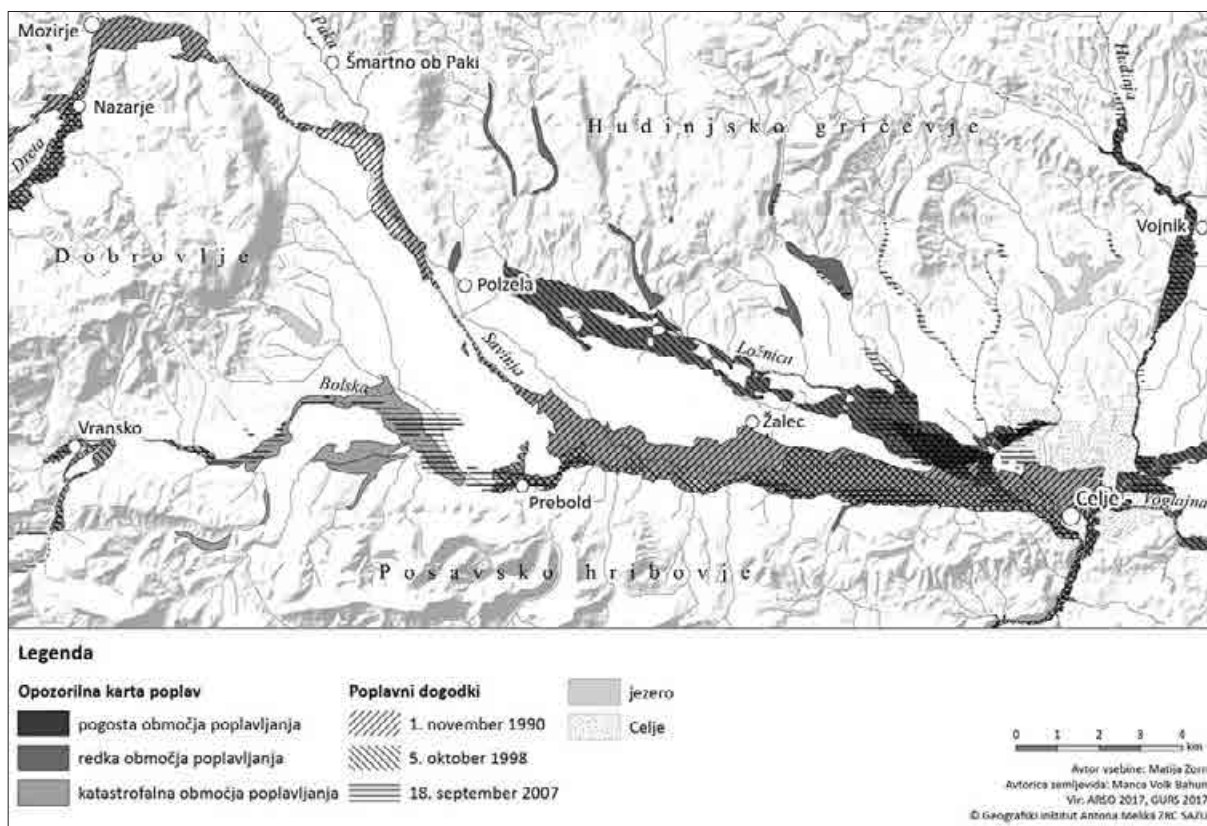 Mozirje
Paka
Šmartno ob Paki
Hudinja
Nazarje
Hudinjsko gričevje
Dreta
Vojnik
Dobrovlje
Polzela
Savinja
Ložnica
Bolska
Žalec
Vransko
Prebold
Celje
Voglajna
Posavsko hribovje
Legenda
Opozorilna karta poplav
pogosta območja poplavljanja
redka območja poplavljanja
katastrofalna območja poplavljanja
Poplavni dogodki
1. november 1990
5. oktober 1998
18. september 2007
jezero
Celje
0 1 2 3 4
km
Avtor vsebine: Matija Zorn
Avtorica zemljevida: Manca Volk Bahun
Vir: ARSO 2017, GURS 2017
© Geografski inštitut Antona Melika ZRC SAZU